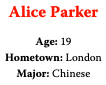 Alice Parker
Age: 19
Hometown: London
Major: Chinese